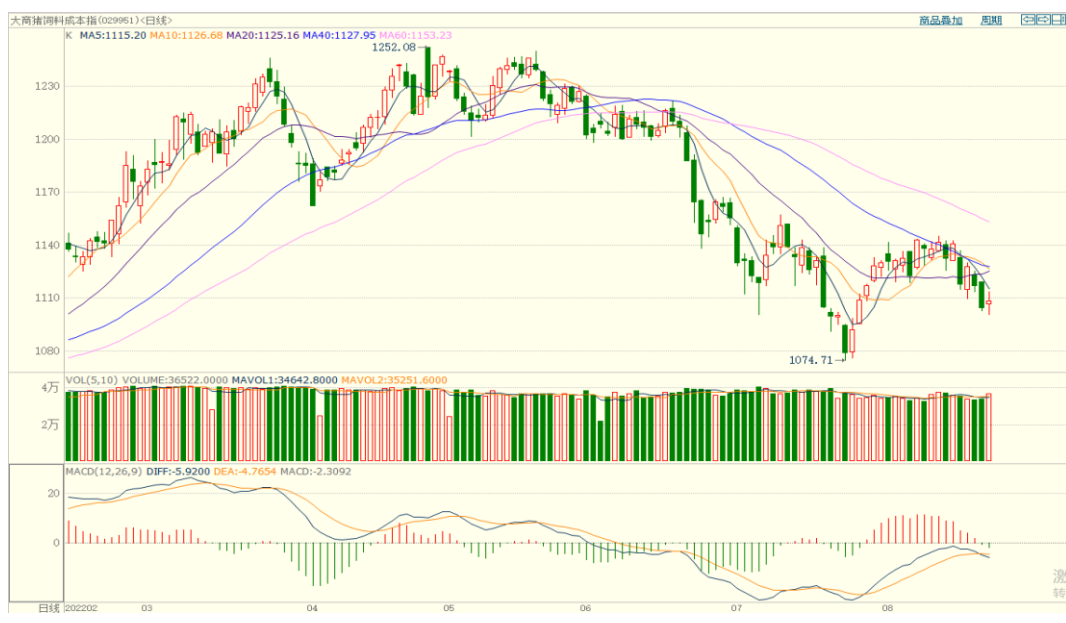 大商猪饲料成本指(029951)<日线> 商品叠加 周期
K MA5:1115.20 MA10:1126.68 MA20:1125.16 MA40:1127.95 MA60:1153.23
1252.08
1230
1200
1170
1140
1110
1080
1074.71
VOL(5,10) VOLUME:36522.0000 MAVOL1:34642.8000 MAVOL2:35251.6000
4万
2万
MACD(12,26,9) DIFF:-5.9200 DEA:-4.7654 MACD:-2.3092
20
0
激
转
日线 202202 03 04 05 06 07 08